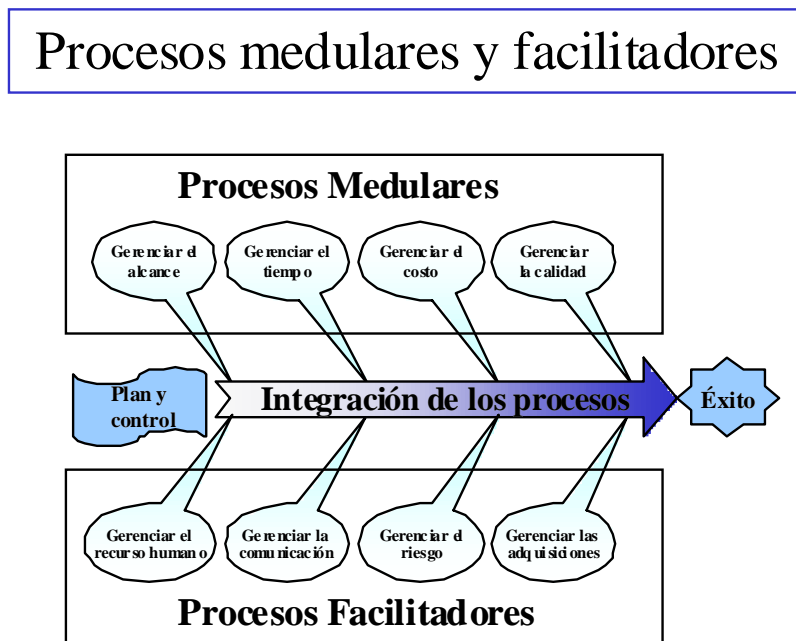 Procesos medulares y facilitadores
Procesos Medulares
Gerenciar el
alcance
Gerenciar el
tiempo
Gerenciar el
costo
Gerenciar
la calidad
Plan y
control
Integración de los procesos
Éxito
Gerenciar el
recurso humano
Gerenciar la
comunicación
Gerenciar el
riesgo
Gerenciar las
adquisiciones
Procesos Facilitadores